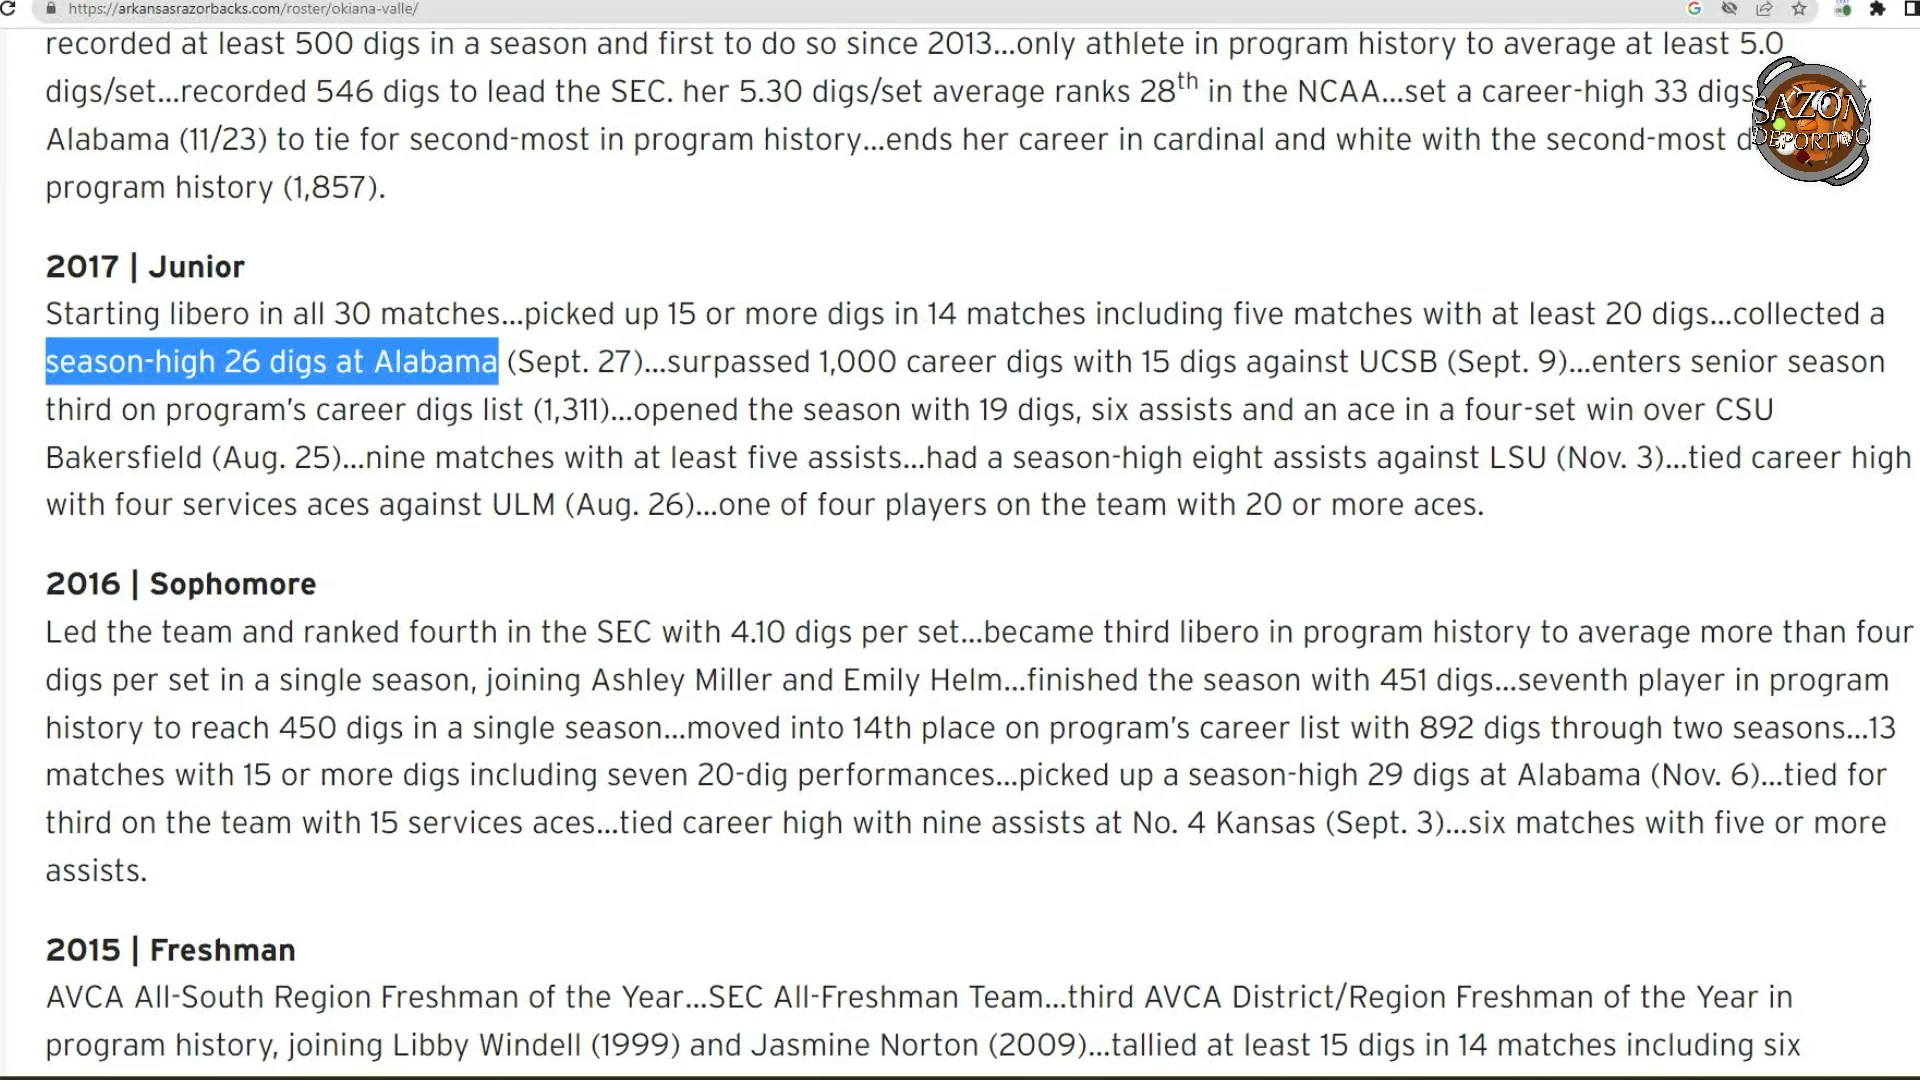 https://arkansasrazorbacks.com/roster/okiana-valle/
recorded at least 500 digs in a season and first to do so since 2013...only athlete in program history to average at least 5.0
digs/set...recorded 546 digs to lead the SEC. her 5.30 digs/set average ranks 28th in the NCAA...set a career-high 33 digs
Alabama (11/23) to tie for second-most in program history...ends her career in cardinal and white with the second-most
program history (1,857).
SAZÓN
DEPORTIVO
2017 | Junior
Starting libero in all 30 matches...picked up 15 or more digs in 14 matches including five matches with at least 20 digs...collected a
season-high 26 digs at Alabama (Sept. 27)...surpassed 1,000 career digs with 15 digs against UCSB (Sept. 9)...enters senior season
third on program's career digs list (1,311)...opened the season with 19 digs, six assists and an ace in a four-set win over CSU
Bakersfield (Aug. 25)...nine matches with at least five assists...had a season-high eight assists against LSU (Nov. 3)...tied career high
with four services aces against ULM (Aug. 26)...one of four players on the team with 20 or more aces.
2016 | Sophomore
Led the team and ranked fourth in the SEC with 4.10 digs per set...became third libero in program history to average more than four
digs per set in a single season, joining Ashley Miller and Emily Helm...finished the season with 451 digs...seventh player in program
history to reach 450 digs in a single season...moved into 14th place on program's career list with 892 digs through two seasons...13
matches with 15 or more digs including seven 20-dig performances...picked up a season-high 29 digs at Alabama (Nov. 6)...tied for
third on the team with 15 services aces...tied career high with nine assists at No. 4 Kansas (Sept. 3)...six matches with five or more
assists.
2015 | Freshman
AVCA All-South Region Freshman of the Year...SEC All-Freshman Team...third AVCA District/Region Freshman of the Year in
program history, joining Libby Windell (1999) and Jasmine Norton (2009)...tallied at least 15 digs in 14 matches including six